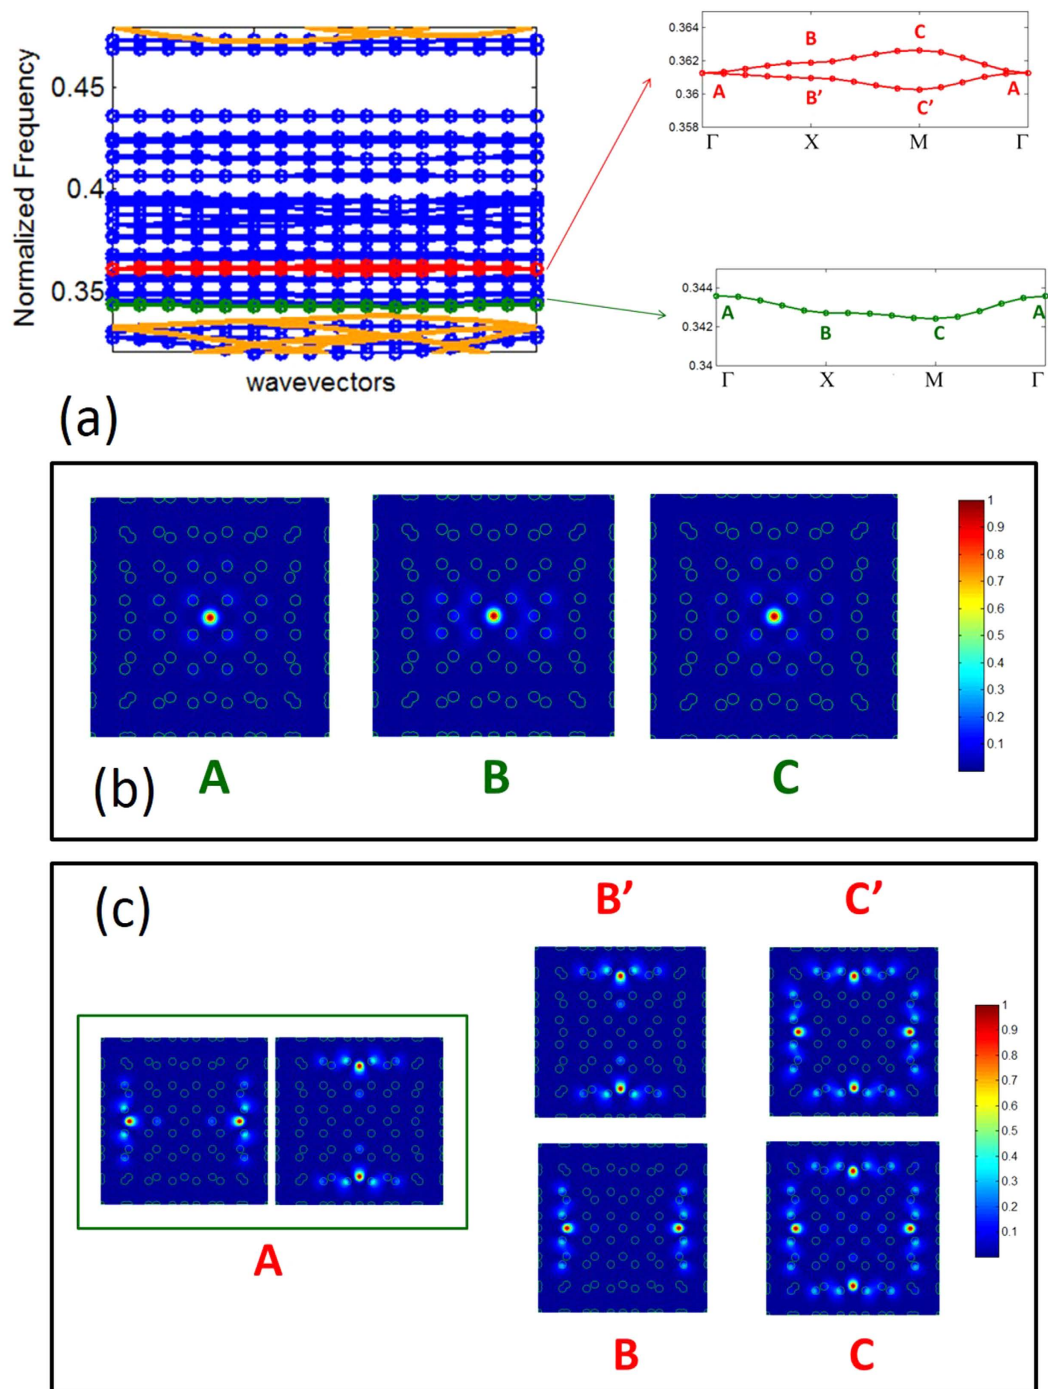 Normalized Frequency
0.45
0.4
0.35
wavevectors
(a)
0.364
0.362
0.36
0.358
B
C
A
B'
C'
A
Γ X M Γ
0.344
0.342
0.34
A
B
C
A
Γ X M Γ
1
0.9
0.8
0.7
0.6
0.5
0.4
0.3
0.2
0.1
(b)
A B C
(c)
B’ C’
1
0.9
0.8
0.7
0.6
0.5
0.4
0.3
0.2
0.1
A
B C